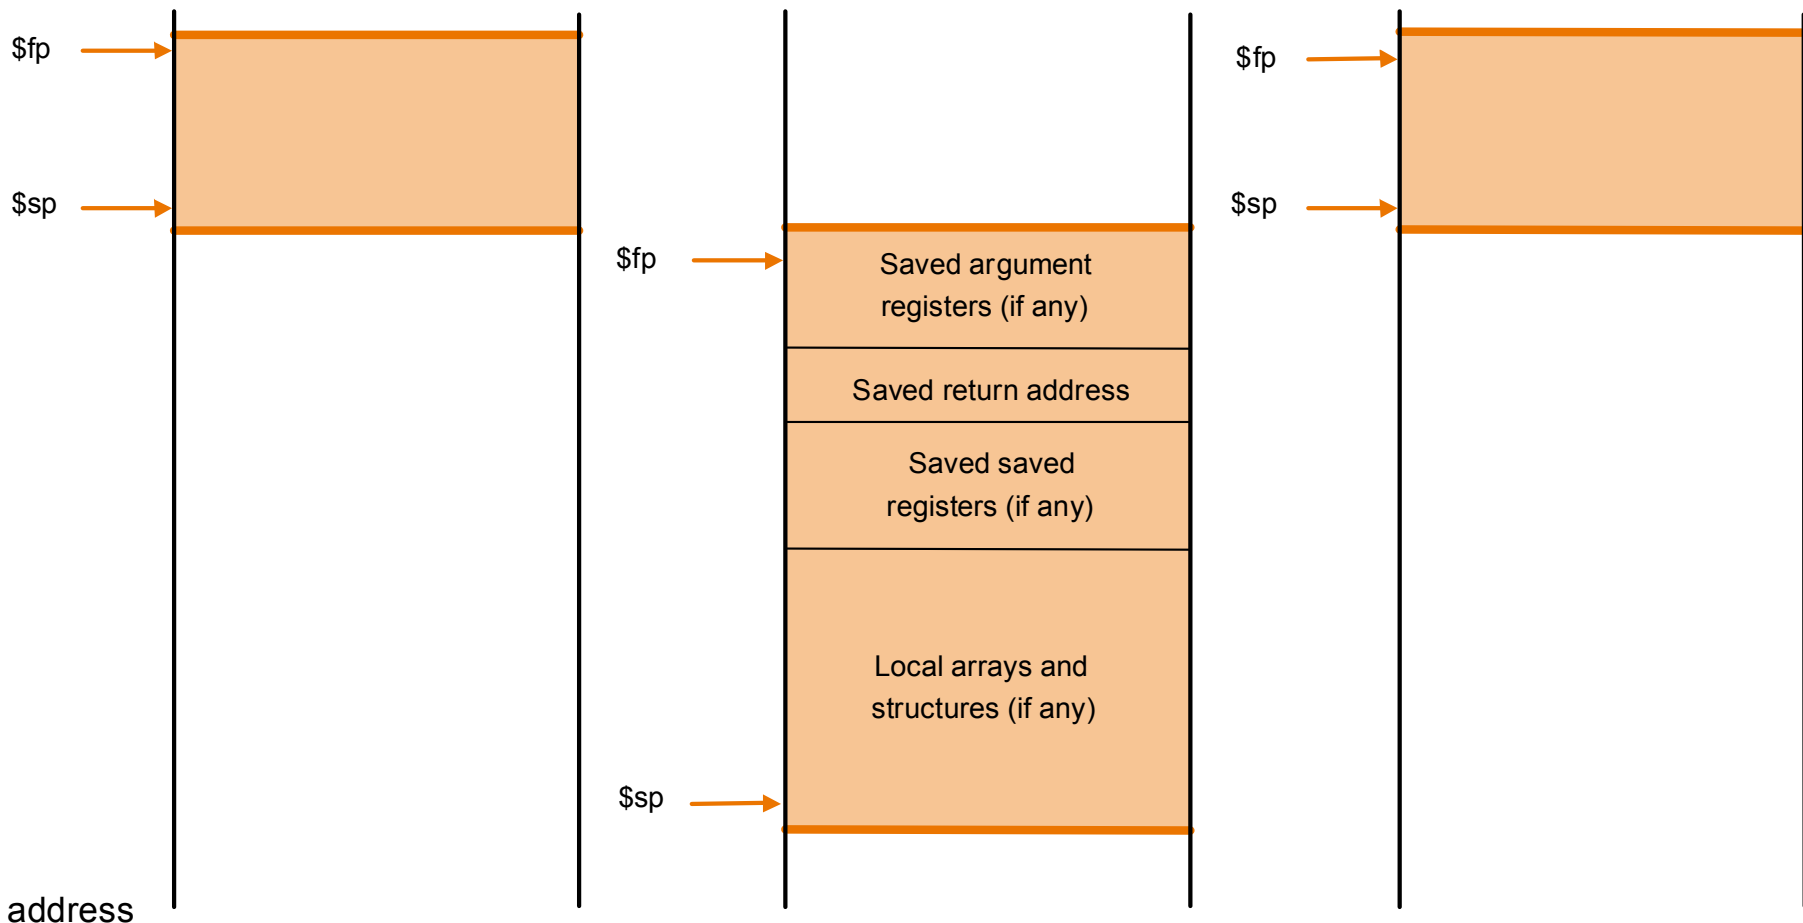 $fp
$sp
$fp
Saved argument
registers (if any)
Saved return address
Saved saved
registers (if any)
Local arrays and
structures (if any)
$sp
$fp
$sp
address